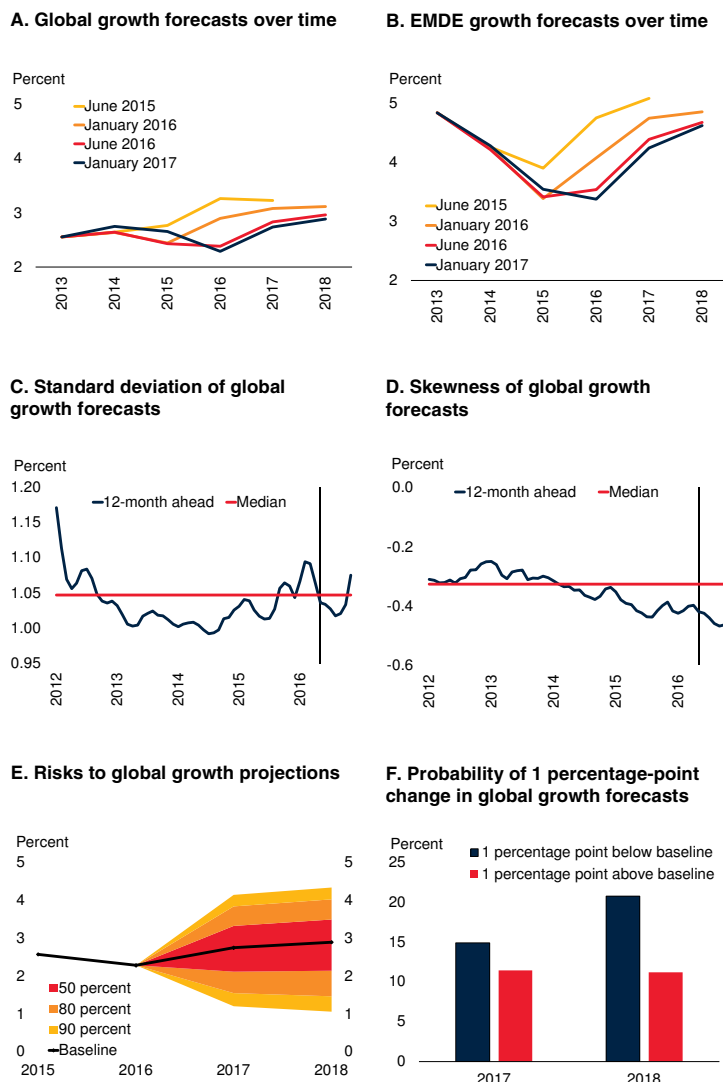 A. Global growth forecasts over time
Percent
5
4
3
2
June 2015
January 2016
June 2016
January 2017
2013
2014
2015
2016
2017
2018
B. EMDE growth forecasts over time
Percent
5
4
3
2
June 2015
January 2016
June 2016
January 2017
2013
2014
2015
2016
2017
2018
C. Standard deviation of global
growth forecasts
Percent
1.20
1.15
1.10
1.05
1.00
0.95
12-month ahead
Median
2012
2013
2014
2015
2016
D. Skewness of global growth
forecasts
Percent
0.0
-0.2
-0.4
-0.6
12-month ahead
Median
2012
2013
2014
2015
2016
E. Risks to global growth projections
Percent
5
4
3
2
1
0
5
4
3
2
1
0
50 percent
80 percent
90 percent
Baseline
2015
2016
2017
2018
F. Probability of 1 percentage-point
change in global growth forecasts
Percent
25
20
15
10
5
0
1 percentage point below baseline
1 percentage point above baseline
2017
2018